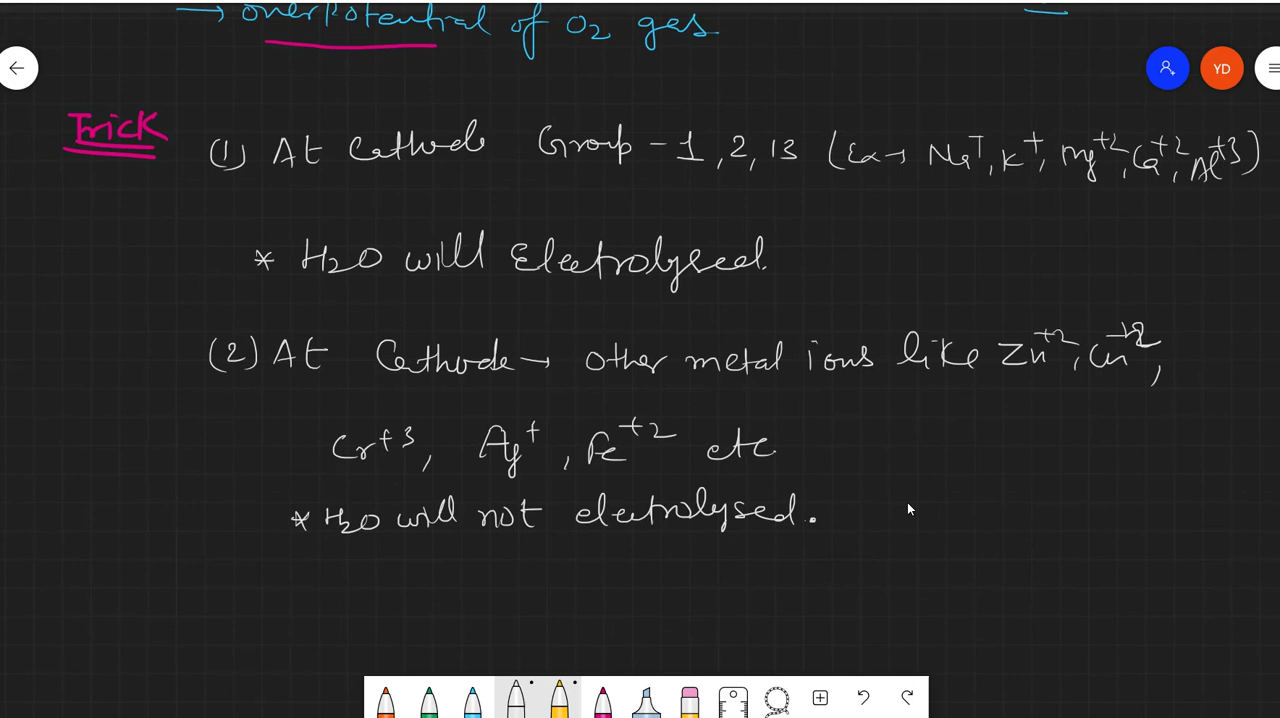 → overpotential of O2 gas
YD
Trick
(1) At Cathode Group - 1, 2, 13 (Ex → Na+, K+, Mg+2, Ca+2, Al+3)
* H2O will Electrolysed.
(2) At Cathode → other metal ions like Zn+2, Cu+2,
Cr+3, Ag+, Fe+2 etc
* H2O will not electrolysed.